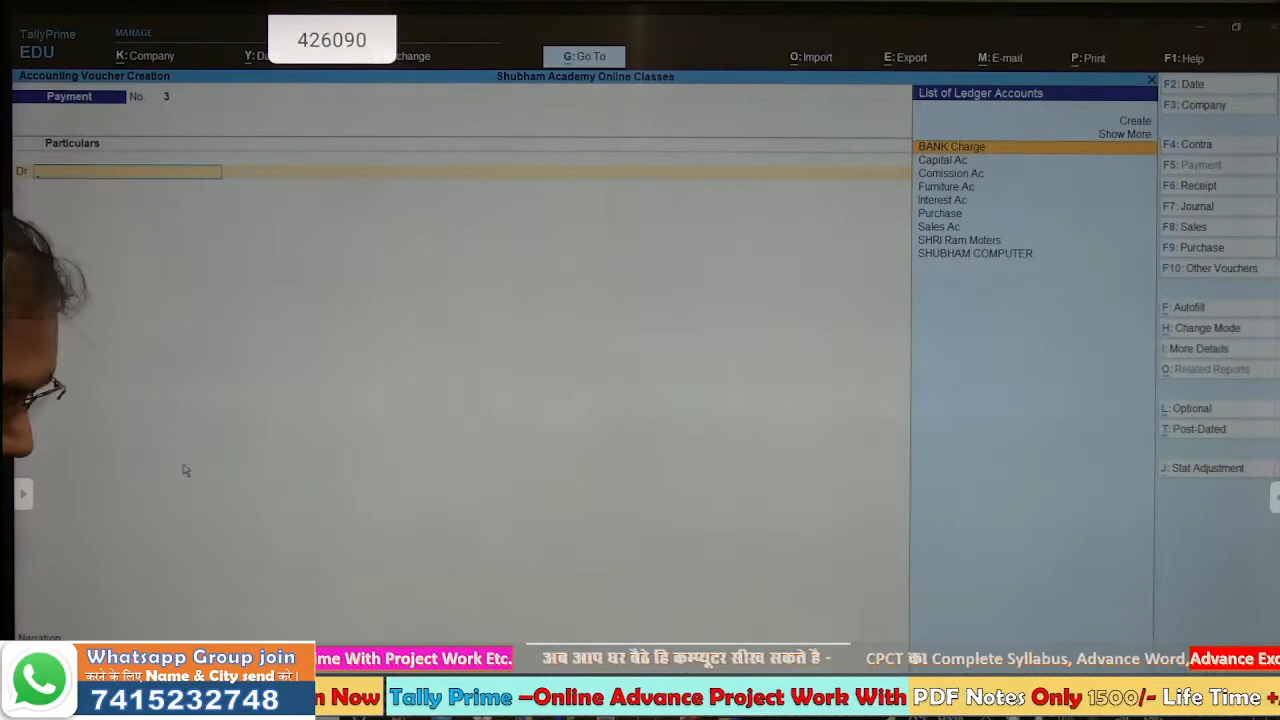 TallyPrime
EDU
MANAGE
426090
K: Company
Y: Da
change
G: Go To
O: Import
E: Export
M: E-mail
P: Print
F1: Help
Accounting Voucher Creation
Shubham Academy Online Classes
Payment No. 3
List of Ledger Accounts
Create
Show More
Particulars
Dr
BANK Charge
Capital Ac
Comission Ac
Furniture Ac
Interest Ac
Purchase
Sales Ac
SHRI Ram Moters
SHUBHAM COMPUTER
F2: Date
F3: Company
F4: Contra
F5: Payment
F6: Receipt
F7: Journal
F8: Sales
F9: Purchase
F10: Other Vouchers
F: Autofill
H: Change Mode
I: More Details
O: Related Reports
L: Optional
T: Post-Dated
J: Stat Adjustment
Narration:
Whatsapp Group join
करने के लिए Name & City send करे।
7415232748
ime With Project Work Etc.
अब आप घर बैठे हि कम्प्यूटर सीख सकते है -
CPCT का Complete Syllabus, Advance Word, Advance Exc
n Now
Tally Prime –Online Advance Project Work With PDF Notes Only 1500/- Life Time +